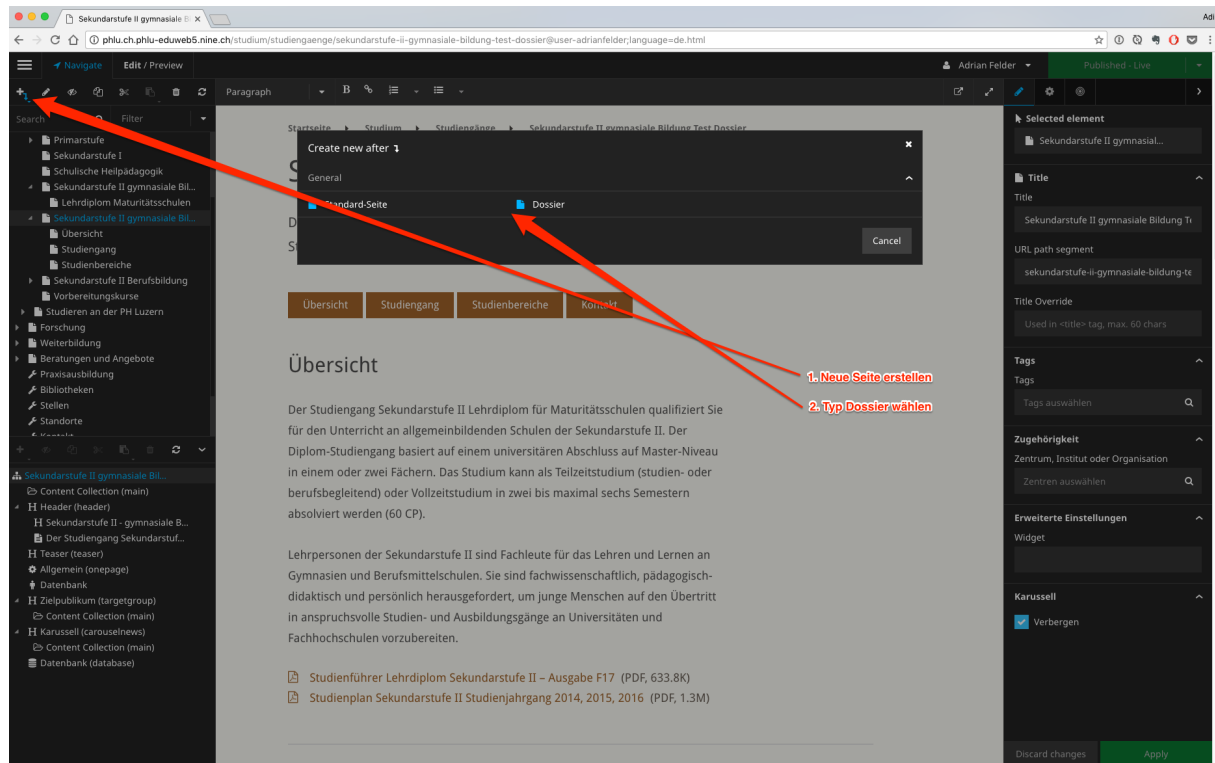 Sekundarstufe II gymnasiale B
Adi
phlu.ch.phlu-eduweb5.nine.ch/studium/studiengaenge/sekundarstufe-ii-gymnasiale-bildung-test-dossier@user-adrianfelder;language=de.html
Navigate
Edit / Preview
Adrian Felder
Published - Live
Paragraph
B
Search
Filter
Primarstufe
Sekundarstufe I
Schulische Heilpädagogik
Sekundarstufe II gymnasiale Bil...
Lehrdiplom Maturitätsschulen
Sekundarstufe II gymnasiale Bil...
Übersicht
Studiengang
Studienbereiche
Sekundarstufe II Berufsbildung
Vorbereitungskurse
Studieren an der PH Luzern
Forschung
Weiterbildung
Beratungen und Angebote
Praxisausbildung
Bibliotheken
Stellen
Standorte
Kontakt
Sekundarstufe II gymnasiale Bil...
Content Collection (main)
Header (header)
Sekundarstufe II - gymnasiale B...
Der Studiengang Sekundarstuf...
Teaser (teaser)
Allgemein (onepage)
Datenbank
Zielpublikum (targetgroup)
Content Collection (main)
Karussell (carouselnews)
Content Collection (main)
Datenbank (database)
Startseite Studium Studiengänge Sekundarstufe II gymnasiale Bildung Test Dossier
Create new after
General
Standard-Seite
Dossier
Cancel
Übersicht
Studiengang
Studienbereiche
Kontakt
1. Neue Seite erstellen
2. Typ Dossier wählen
Übersicht
Der Studiengang Sekundarstufe II Lehrdiplom für Maturitätsschulen qualifiziert Sie
für den Unterricht an allgemeinbildenden Schulen der Sekundarstufe II. Der
Diplom-Studiengang basiert auf einem universitären Abschluss auf Master-Niveau
in einem oder zwei Fächern. Das Studium kann als Teilzeitstudium (studien- oder
berufsbegleitend) oder Vollzeitstudium in zwei bis maximal sechs Semestern
absolviert werden (60 CP).
Lehrpersonen der Sekundarstufe II sind Fachleute für das Lehren und Lernen an
Gymnasien und Berufsmittelschulen. Sie sind fachwissenschaftlich, pädagogisch-
didaktisch und persönlich herausgefordert, um junge Menschen auf den Übertritt
in anspruchsvolle Studien- und Ausbildungsgänge an Universitäten und
Fachhochschulen vorzubereiten.
Studienführer Lehrdiplom Sekundarstufe II – Ausgabe F17 (PDF, 633.8K)
Studienplan Sekundarstufe II Studienjahrgang 2014, 2015, 2016 (PDF, 1.3M)
Selected element
Sekundarstufe II gymnasial...
Title
Title
Sekundarstufe II gymnasiale Bildung Te
URL path segment
sekundarstufe-ii-gymnasiale-bildung-te
Title Override
Used in <title> tag, max. 60 chars
Tags
Tags
Tags auswählen
Zugehörigkeit
Zentrum, Institut oder Organisation
Zentren auswählen
Erweiterte Einstellungen
Widget
Karussell
Verbergen
Discard changes
Apply